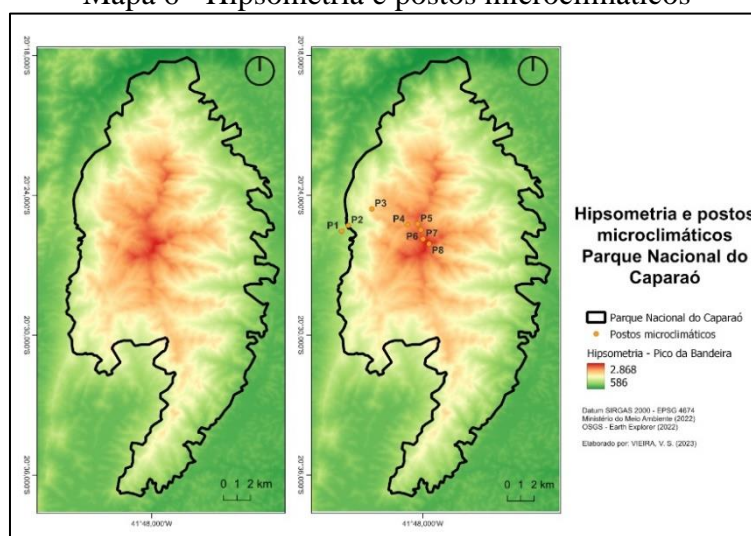 Mapa 6 - Hipsometria e postos microclimáticos
20°18,000'S
20°24,000'S
20°30,000'S
20°36,000'S
0 1 2 km
41°48,000'W
20°18,000'S
20°24,000'S
20°30,000'S
20°36,000'S
P1
P2
P3
P4
P5
P6
P7
P8
0 1 2 km
41°48,000'W
Hipsometria e postos
microclimáticos
Parque Nacional do
Caparaó
Parque Nacional do Caparaó
Postos microclimáticos
Hipsometria - Pico da Bandeira
2.868
586
Datum SIRGAS 2000 - EPSG 4674
Ministério do Meio Ambiente (2022)
OSGS - Earth Explorer (2022)
Elaborado por: VIEIRA, V. S. (2023)